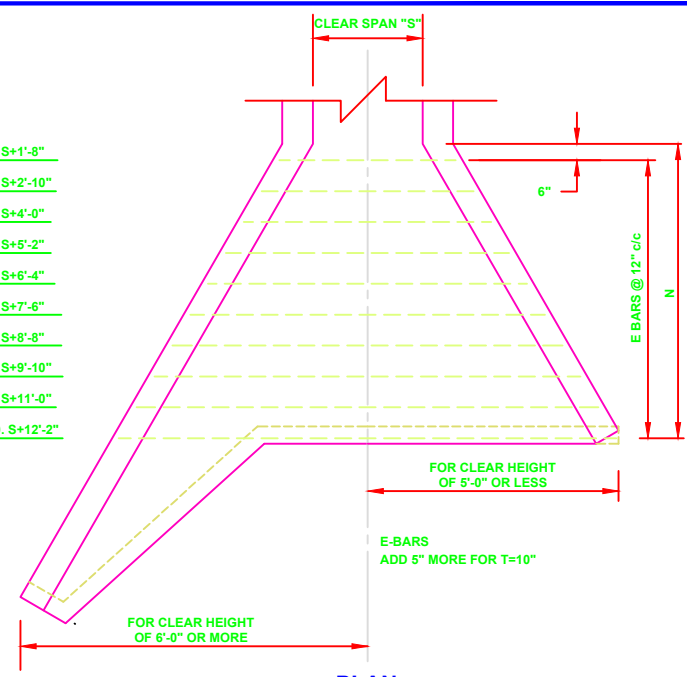 CLEAR SPAN "S"
S+1'-8"
S+2'-10"
6"
S+4'-0"
S+5'-2"
E BARS @ 12" c/c
N
S+6'-4"
S+7'-6"
S+8'-8"
S+9'-10"
S+11'-0"
. S+12'-2"
FOR CLEAR HEIGHT
OF 5'-0" OR LESS
E-BARS
ADD 5" MORE FOR T=10"
FOR CLEAR HEIGHT
OF 6'-0" OR MORE
PLAN